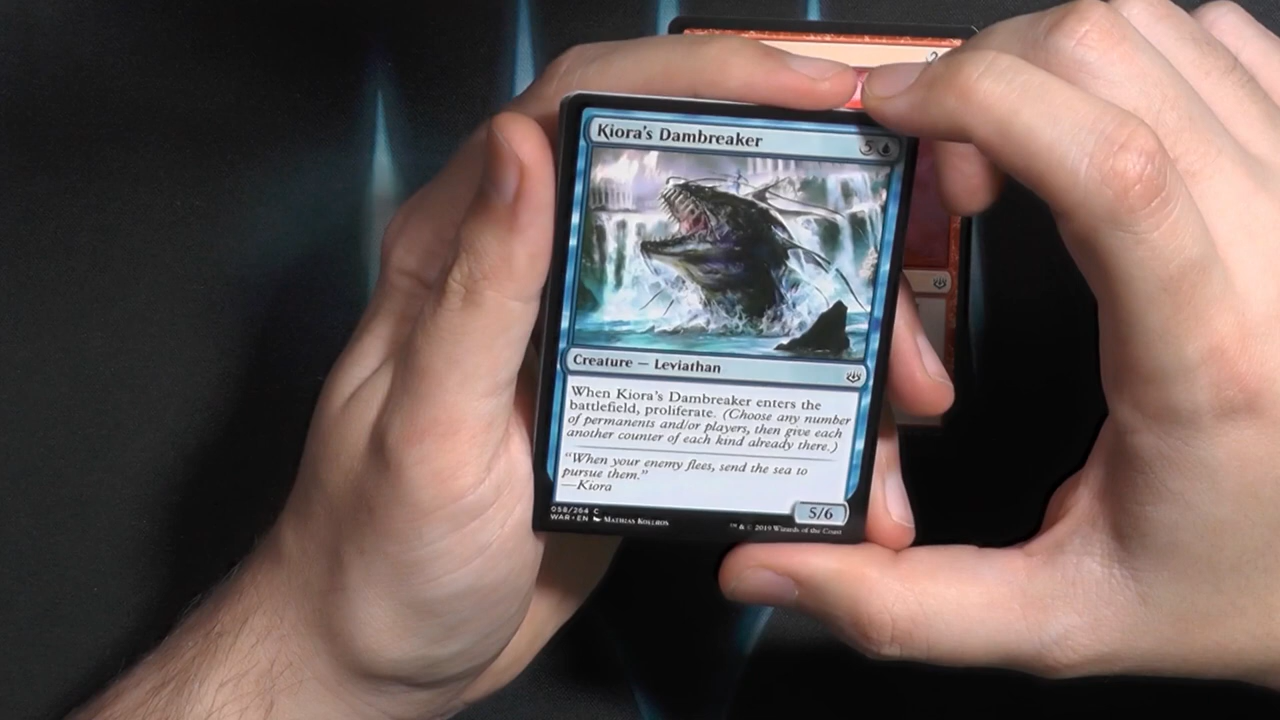 Kiora's Dambreaker
5
Creature — Leviathan
When Kiora's Dambreaker enters the
battlefield, proliferate. (Choose any number
of permanents and/or players, then give each
another counter of each kind already there.)
"When your enemy flees, send the sea to
pursue them."
—Kiora
5/6
058/264 C
WAR • EN Mathias Kollros
™ & © 2019 Wizards of the Coast
2